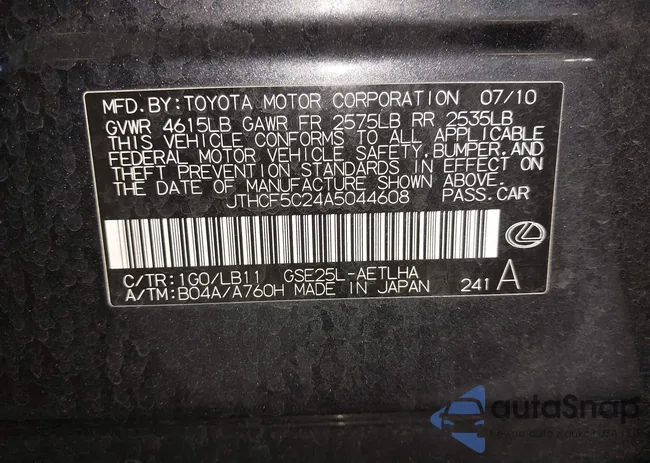 MFD.BY:TOYOTA MOTOR CORPORATION 07/10
GVWR 4615LB GAWR FR 2575LB RR 2535LB
THIS VEHICLE CONFORMS TO ALL APPLICABLE
FEDERAL MOTOR VEHICLE SAFETY,BUMPER,AND
THEFT PREVENTION STANDARDS IN EFFECT ON
THE DATE OF MANUFACTURE SHOWN ABOVE.
JTHCF5C24A5044608 PASS.CAR
C/TR:1G0/LB11 GSE25L-AETLHA
A/TM:B04A/A760H MADE IN JAPAN 241 A
autoSnap